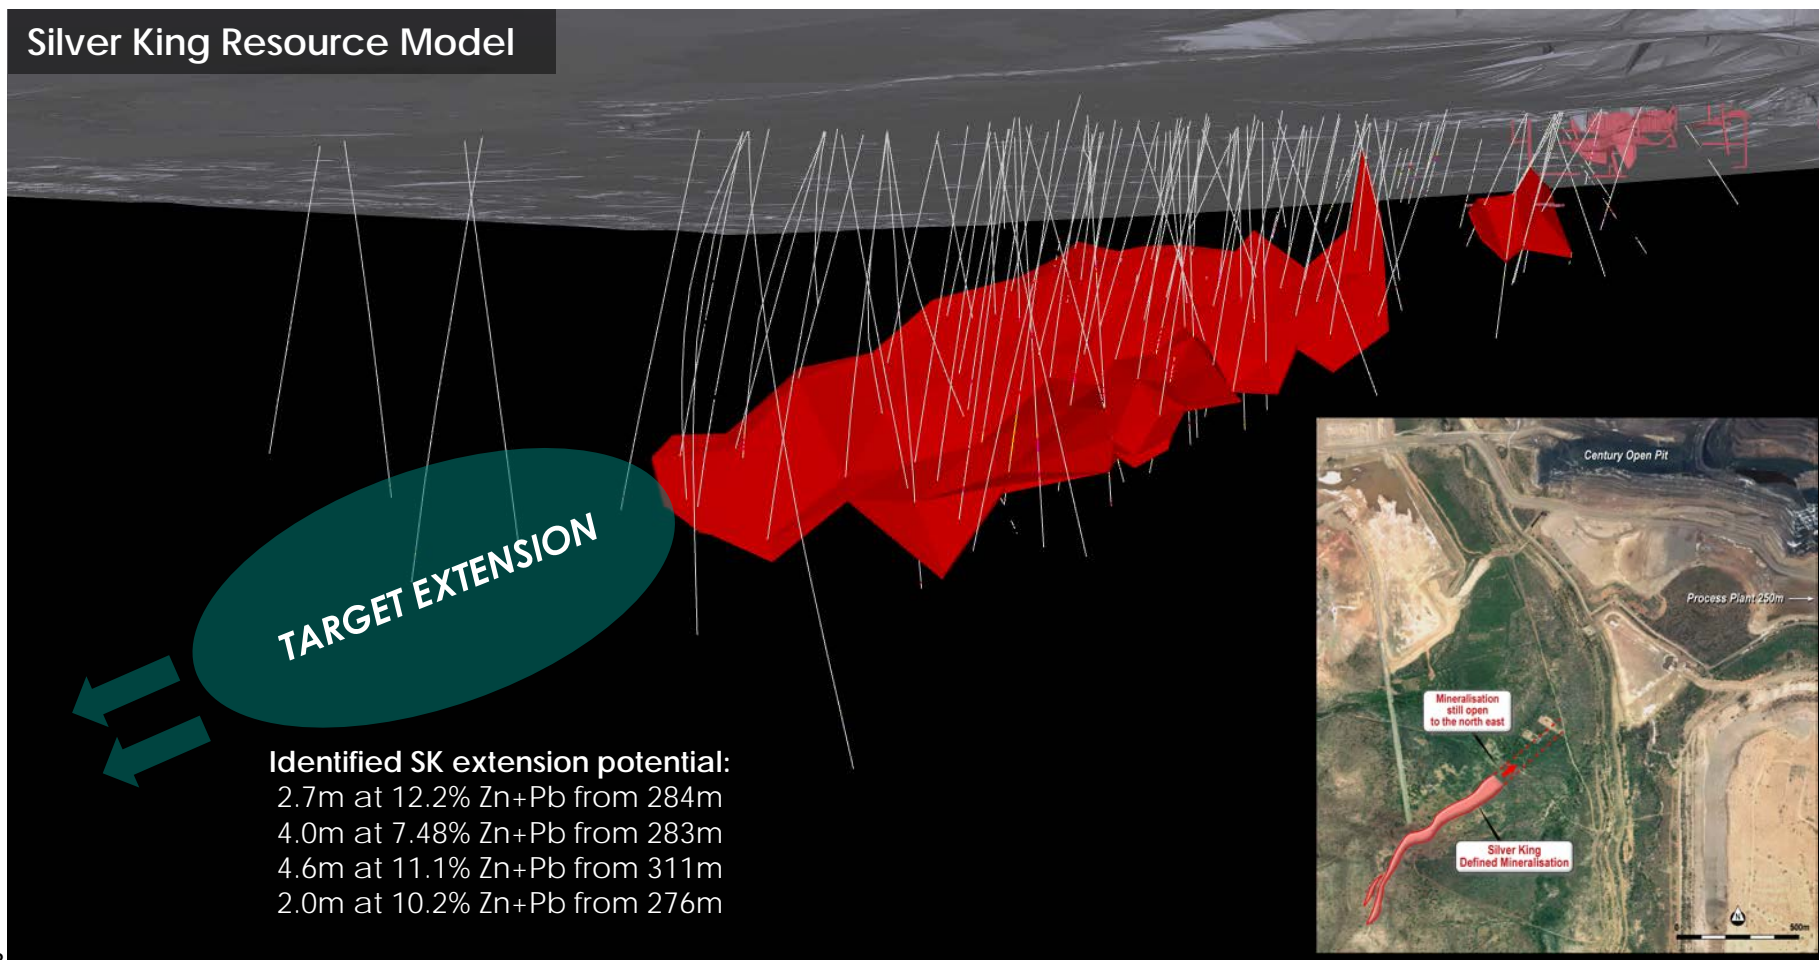 Silver King Resource Model
TARGET EXTENSION
Identified SK extension potential:
2.7m at 12.2% Zn+Pb from 284m
4.0m at 7.48% Zn+Pb from 283m
4.6m at 11.1% Zn+Pb from 311m
2.0m at 10.2% Zn+Pb from 276m
Century Open Pit
Process Plant 250m
Mineralisation
still open
to the north east
Silver King
Defined Mineralisation
N
0 500m